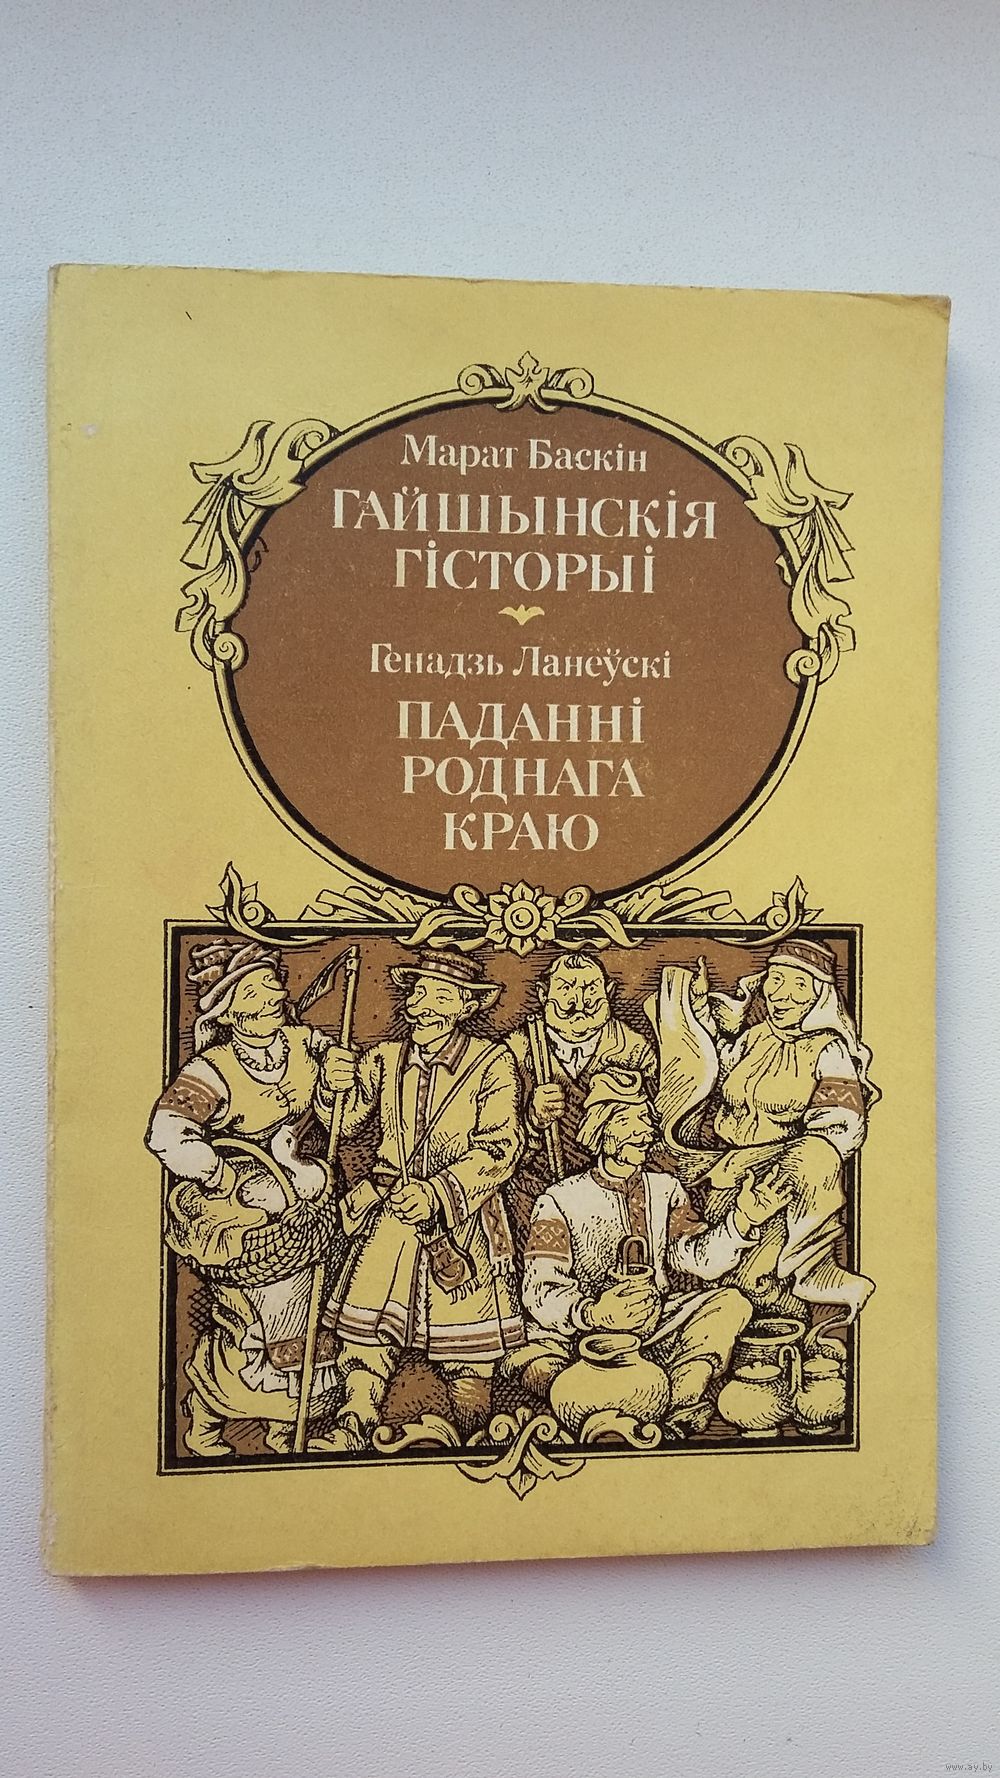 Марат Баскін
ГАЙШЫНСКІЯ
ГІСТОРЫІ
Генадзь Ланеўскі
ПАДАННІ
РОДНАГА
КРАЮ
www.ay.by